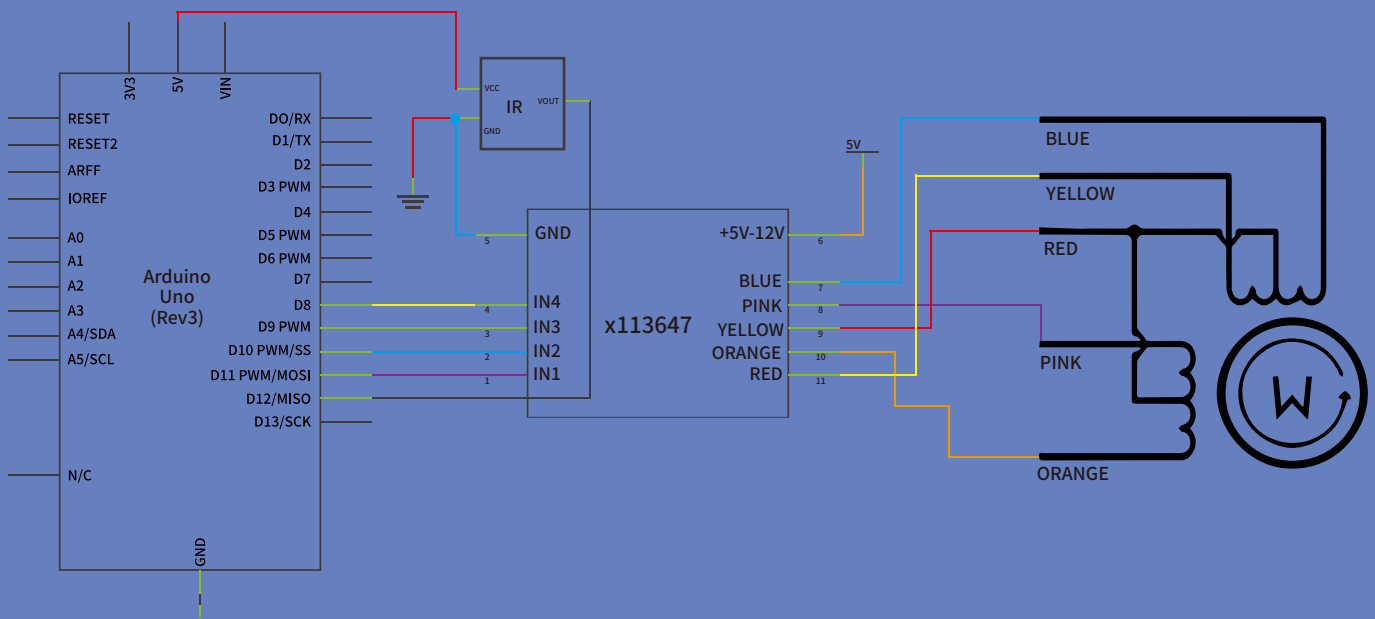 3V3
5V
VIN
RESET
RESET2
ARFF
IOREF
A0
A1
A2
A3
A4/SDA
A5/SCL
N/C
Arduino
Uno
(Rev3)
DO/RX
D1/TX
D2
D3 PWM
D4
D5 PWM
D6 PWM
D7
D8
D9 PWM
D10 PWM/SS
D11 PWM/MOSI
D12/MISO
D13/SCK
GND
VCC
IR
VOUT
GND
5
GND
4
IN4
3
IN3
2
IN2
1
IN1
x113647
5V
+5V-12V
6
BLUE
7
PINK
8
YELLOW
9
ORANGE
10
RED
11
BLUE
YELLOW
RED
PINK
ORANGE
M